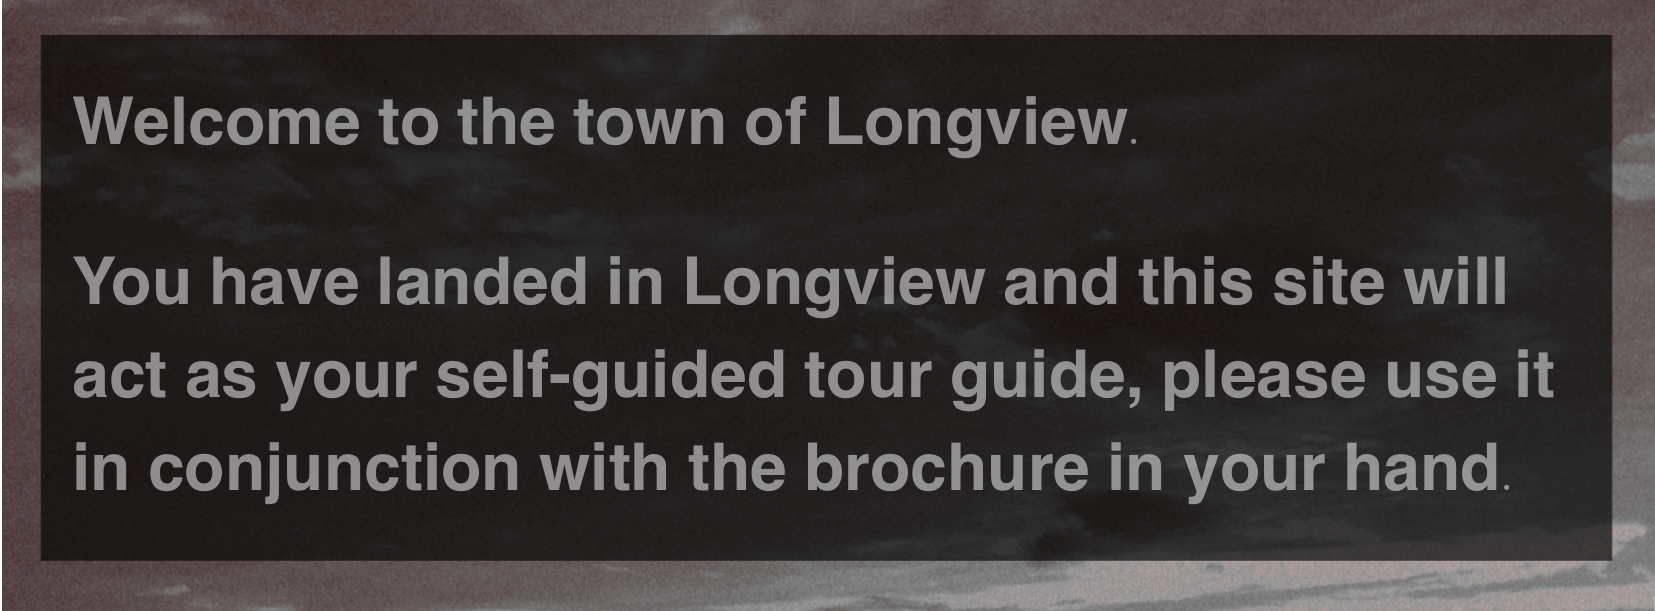 Welcome to the town of Longview.
You have landed in Longview and this site will
act as your self-guided tour guide, please use it
in conjunction with the brochure in your hand.